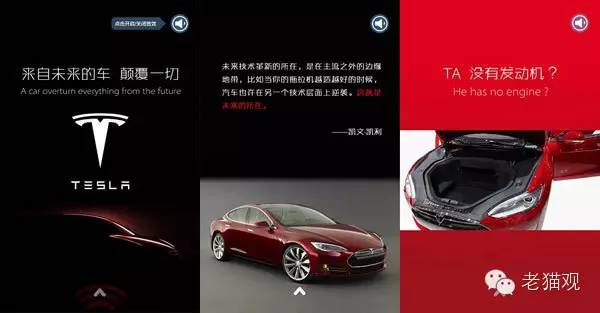 点击开启/关闭音效
来自未来的车 颠覆一切
A car overturn everything from the future
TESLA
未来技术革新的所在，是在主流之外的边缘
地带，比如当你的拖拉机越造越好的时候，
汽车也许在另一个技术层面上逆袭。这就是
未来的所在。
——凯文·凯利
TA 没有发动机？
He has no engine ?
老猫观